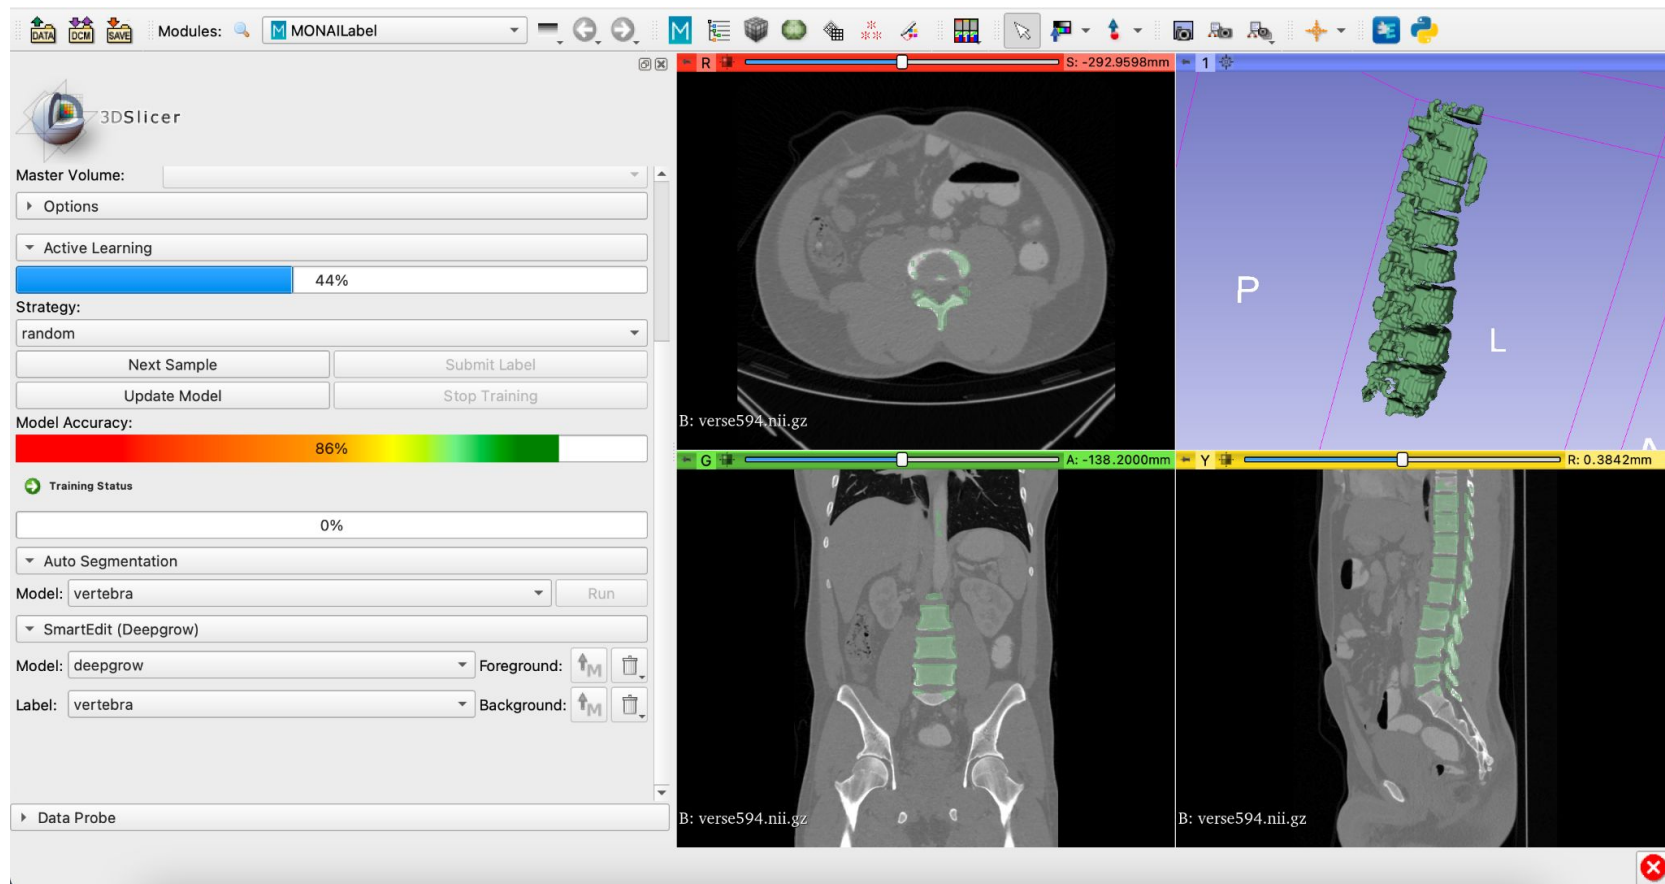 DATA DCM SAVE Modules: M MONAILabel M
3DSlicer
Master Volume:
Options
Active Learning
44%
Strategy:
random
Next Sample Submit Label
Update Model Stop Training
Model Accuracy:
86%
Training Status
0%
Auto Segmentation
Model: vertebra Run
SmartEdit (Deepgrow)
Model: deepgrow Foreground: M
Label: vertebra Background: M
Data Probe
R S: -292.9598mm
B: verse594.nii.gz
1
P
L
G A: -138.2000mm
B: verse594.nii.gz
Y R: 0.3842mm
B: verse594.nii.gz